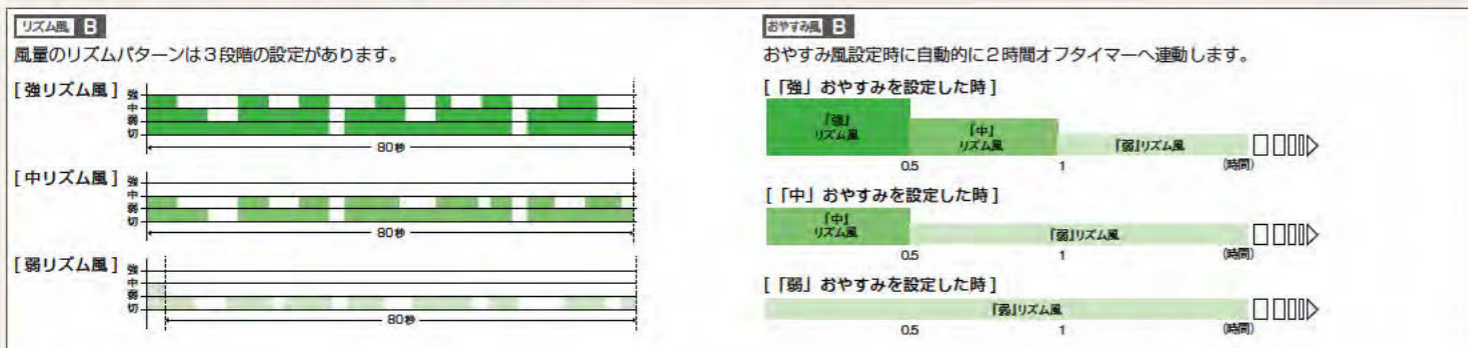 リズム風 B
風量のリズムパターンは3段階の設定があります。
[強リズム風]
強
中
弱
切
80秒
[中リズム風]
強
中
弱
切
80秒
[弱リズム風]
強
中
弱
切
80秒
おやすみ風 B
おやすみ風設定時に自動的に2時間オフタイマーへ連動します。
[「強」おやすみを設定した時]
「強」
リズム風
「中」
リズム風
「弱」リズム風
0.5 1 (時間)
[「中」おやすみを設定した時]
「中」
リズム風
「弱」リズム風
0.5 1 (時間)
[「弱」おやすみを設定した時]
「弱」リズム風
0.5 1 (時間)